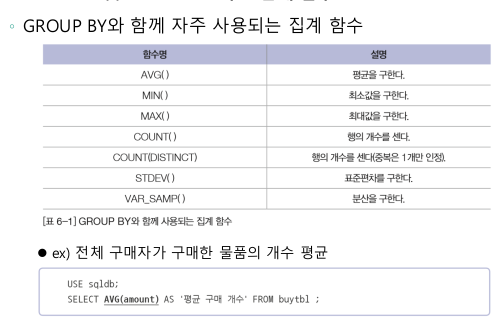 GROUP BY와 함께 자주 사용되는 집계 함수
함수명 설명
AVG( ) 평균을 구한다.
MIN( ) 최소값을 구한다.
MAX( ) 최대값을 구한다.
COUNT( ) 행의 개수를 센다.
COUNT(DISTINCT) 행의 개수를 센다(중복은 1개만 인정).
STDEV( ) 표준편차를 구한다.
VAR_SAMP( ) 분산을 구한다.
[표 6-1] GROUP BY와 함께 사용되는 집계 함수
● ex) 전체 구매자가 구매한 물품의 개수 평균
USE sqldb;
SELECT AVG(amount) AS '평균 구매 개수' FROM buytbl ;